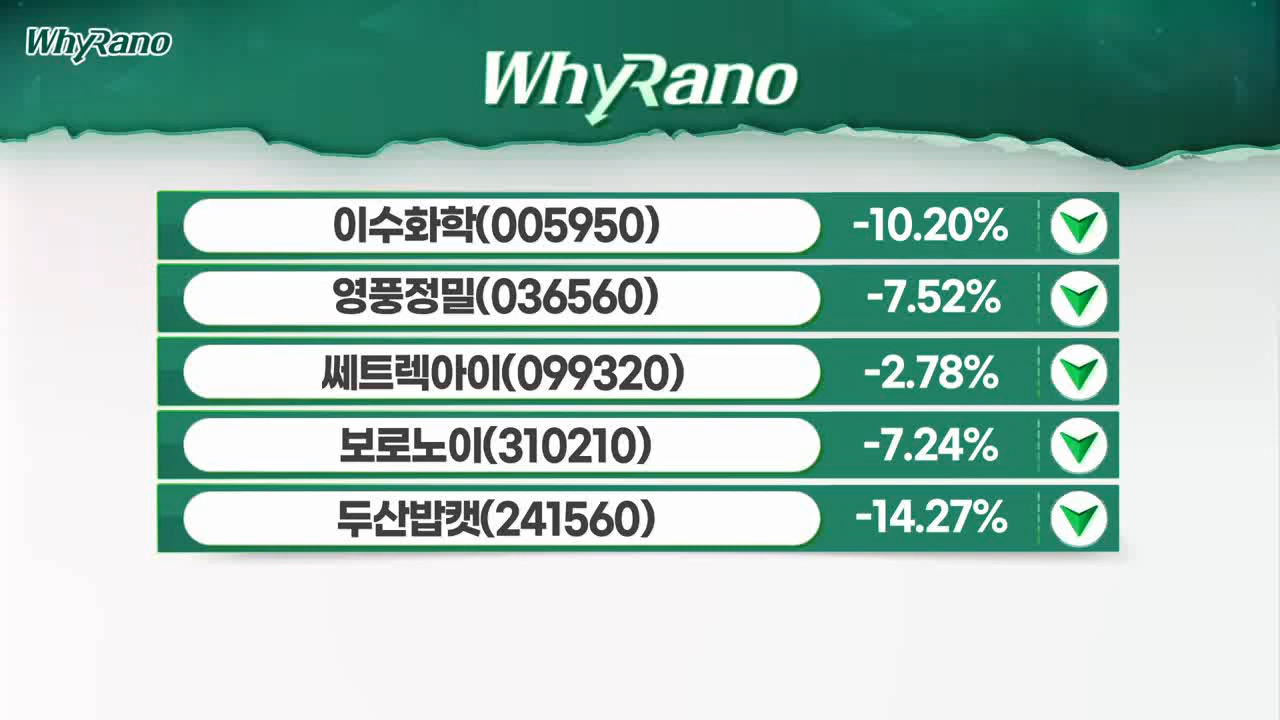 WhyRano
WhyRano
이수화학(005950) -10.20%
영풍정밀(036560) -7.52%
쎄트렉아이(099320) -2.78%
보로노이(310210) -7.24%
두산밥캣(241560) -14.27%